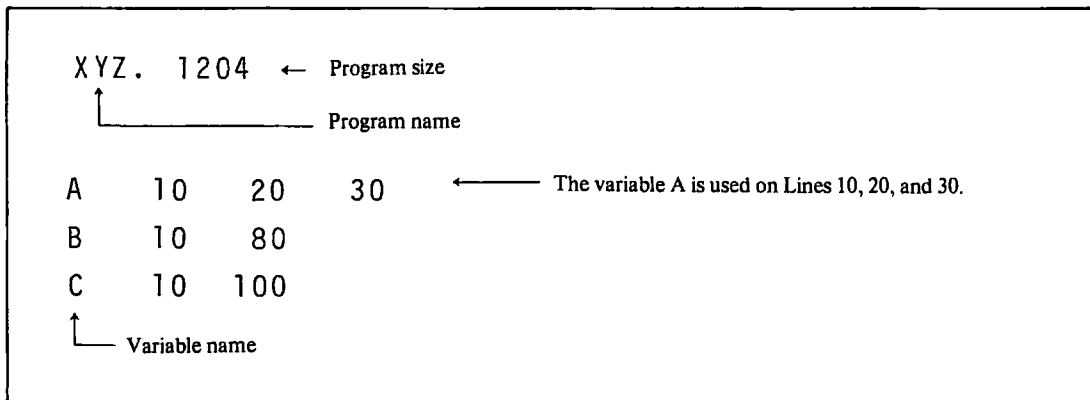 XYZ. 1204 ← Program size
Program name
A 10 20 30 ← The variable A is used on Lines 10, 20, and 30.
B 10 80
C 10 100
Variable name